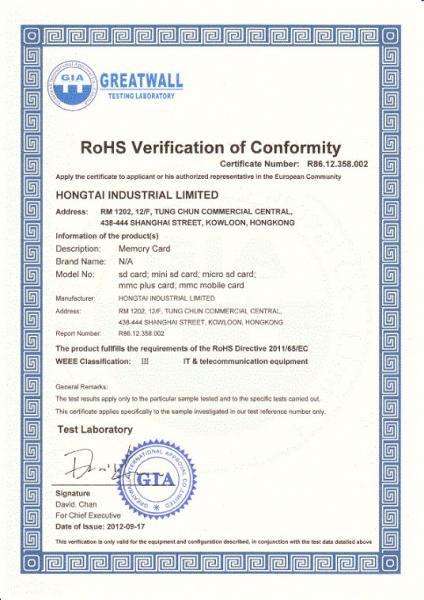 GIA
GREATWALL
TESTING LABORATORY
RoHS Verification of Conformity
Certificate Number: R86.12.358.002
Apply the certificate to applicant or his authorized representative in the European Community
HONGTAI INDUSTRIAL LIMITED
Address: RM 1202, 12/F, TUNG CHUN COMMERCIAL CENTRAL,
438-444 SHANGHAI STREET, KOWLOON, HONGKONG
Information of the product(s)
Description: Memory Card
Brand Name: N/A
Model No: sd card; mini sd card; micro sd card;
mmc plus card; mmc mobile card
Manufacturer: HONGTAI INDUSTRIAL LIMITED
Address: RM 1202, 12/F, TUNG CHUN COMMERCIAL CENTRAL,
438-444 SHANGHAI STREET, KOWLOON, HONGKONG
Report Number: R86.12.358.002
The product fullfills the requirements of the RoHS Directive 2011/65/EC
WEEE Classification: III IT & telecommunication equipment
General Remarks:
The test results apply only to the particular sample tested and to the specific tests carried out.
This certificate applies specifically to the sample investigated in our test reference number only.
Test Laboratory
GREATWALL INTERNATIONAL APPROVAL CO LIMITED
GIA
Signature
David. Chan
For Chief Executive
Date of Issue: 2012-09-17
This verification is only valid for the equipment and configuration described, in conjunction with the test data detailed above